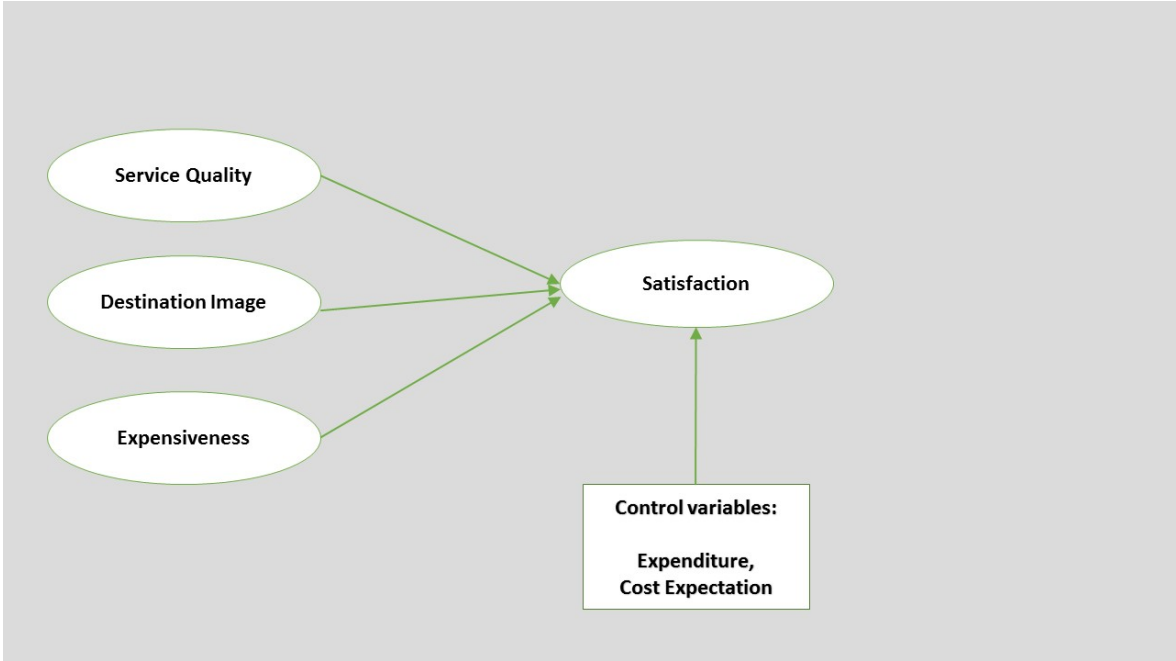 Service Quality
Destination Image
Expensiveness
Satisfaction
Control variables:
Expenditure,
Cost Expectation